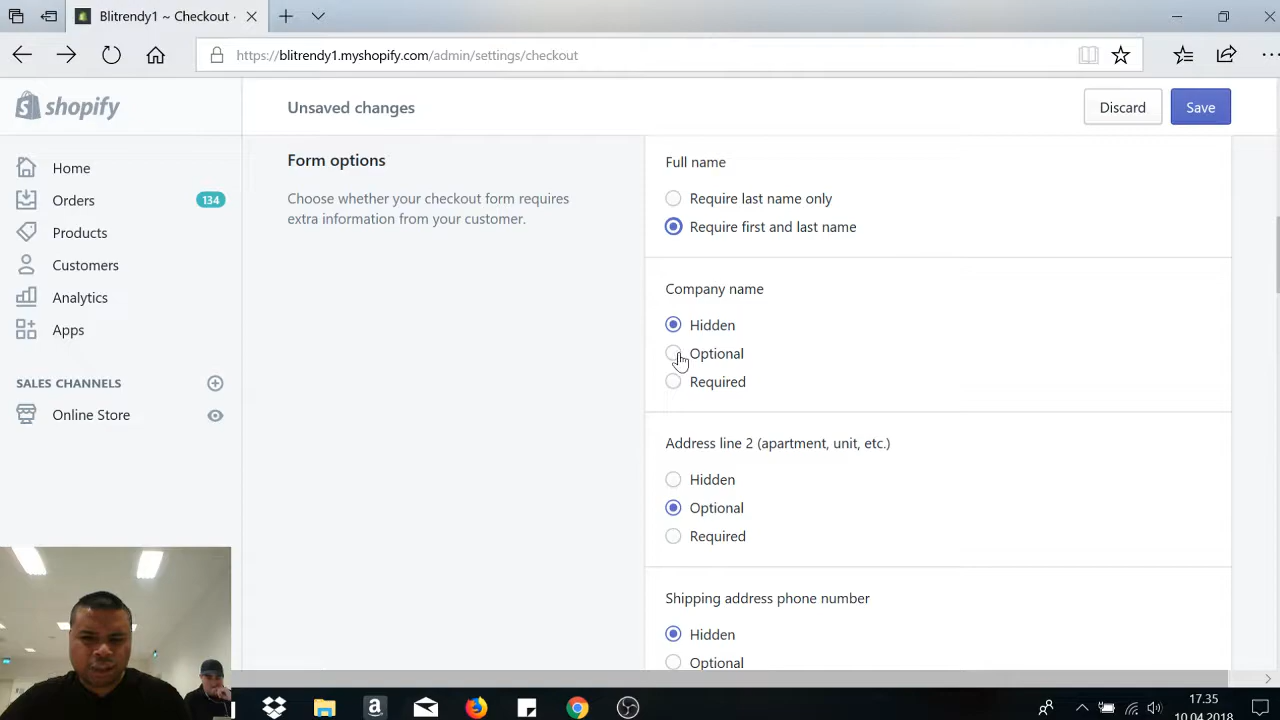 Blitrendy1 ~ Checkout
https://blitrendy1.myshopify.com/admin/settings/checkout
shopify
Unsaved changes
Discard
Save
Home
Orders
134
Products
Customers
Analytics
Apps
SALES CHANNELS
Online Store
Form options
Choose whether your checkout form requires
extra information from your customer.
Full name
Require last name only
Require first and last name
Company name
Hidden
Optional
Required
Address line 2 (apartment, unit, etc.)
Hidden
Optional
Required
Shipping address phone number
Hidden
Optional
17.35
10.04.2018